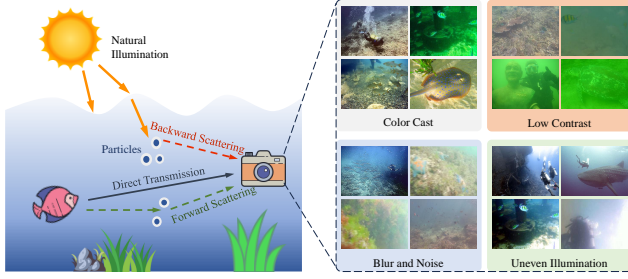 Natural
Illumination
Particles
Backward Scattering
Direct Transmission
Forward Scattering
Color Cast
Low Contrast
Blur and Noise
Uneven Illumination